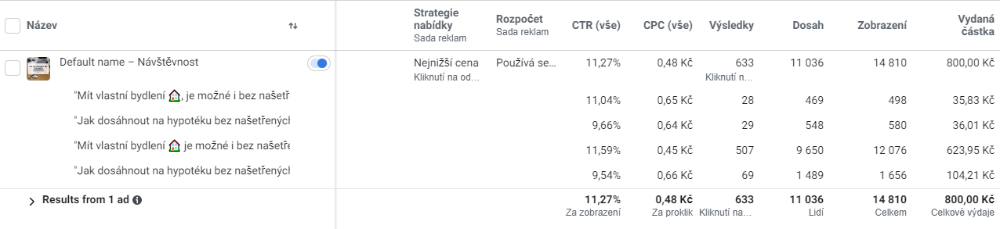 Název
Strategie nabídky
Sada reklam
Rozpočet
Sada reklam
CTR (vše)
CPC (vše)
Výsledky
Dosah
Zobrazení
Vydaná částka
Default name – Návštěvnost
Nejnižší cena
Kliknutí na od…
Používá se…
11,27%
0,48 Kč
633
Kliknutí n…
11 036
14 810
800,00 Kč
"Mít vlastní bydlení 🏠, je možné i bez našetř
11,04%
0,65 Kč
28
469
498
35,83 Kč
"Jak dosáhnout na hypotéku bez našetřených
9,66%
0,64 Kč
29
548
580
36,01 Kč
"Mít vlastní bydlení 🏠 je možné i bez našetře
11,59%
0,45 Kč
507
9 650
12 076
623,95 Kč
"Jak dosáhnout na hypotéku bez našetřených
9,54%
0,66 Kč
69
1 489
1 656
104,21 Kč
Results from 1 ad
11,27%
Za zobrazení
0,48 Kč
Za proklik
633
Kliknutí na…
11 036
Lidí
14 810
Celkem
800,00 Kč
Celkové výdaje